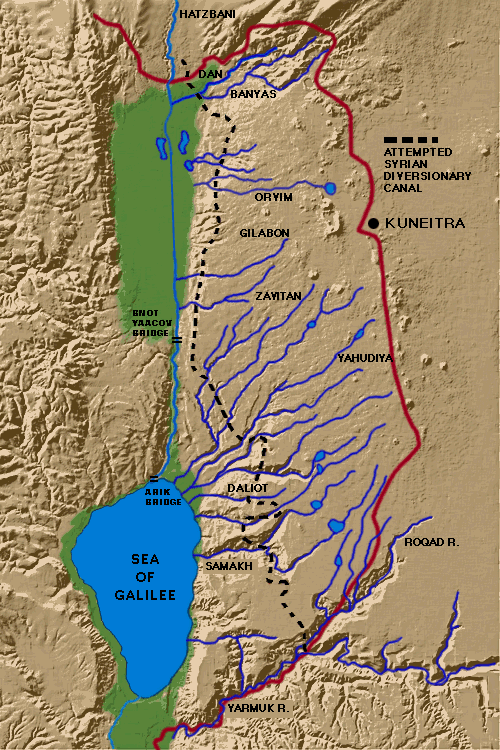 HATZBANI
DAN
BANYAS
ATTEMPTED
SYRIAN
DIVERSIONARY
CANAL
ORYIM
KUNEITRA
GILABON
ZAVITAN
BNOT
YAACOV
BRIDGE
YAHUDIYA
DALIOT
ARIK
BRIDGE
ROQAD R.
SEA
OF
GALILEE
SAMAKH
YARMUK R.